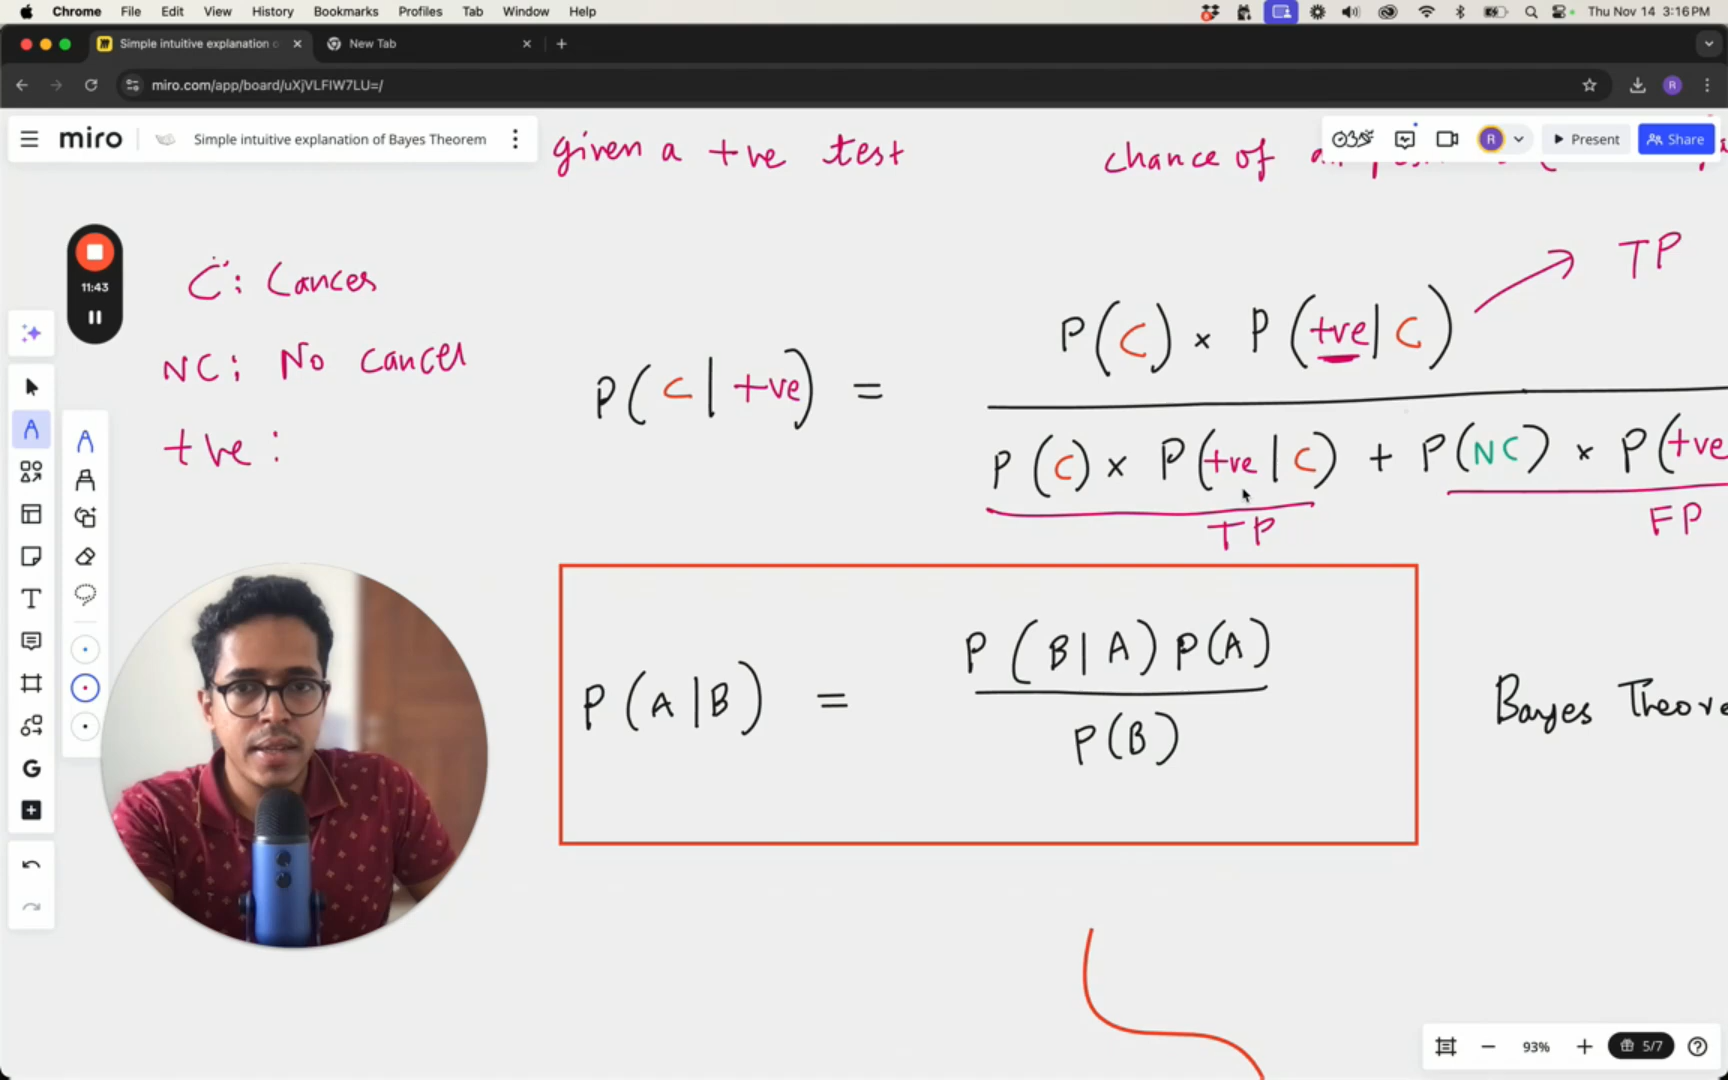 Chrome File Edit View History Bookmarks Profiles Tab Window Help Thu Nov 14 3:16 PM
Simple intuitive explanation o New Tab
miro.com/app/board/uXjVLFIW7LU=/
miro Simple intuitive explanation of Bayes Theorem Present Share
R
given a +ve test chance of
11:43
C: Cancer
NC: No cancer
+ve:
TP
P(C) × P(+ve|C)
P(C|+ve) =
P(C) × P(+ve|C) + P(NC) × P(+ve
TP FP
P(A|B) = P(B|A) P(A)
P(B)
Bayes Theore
93% 5/7